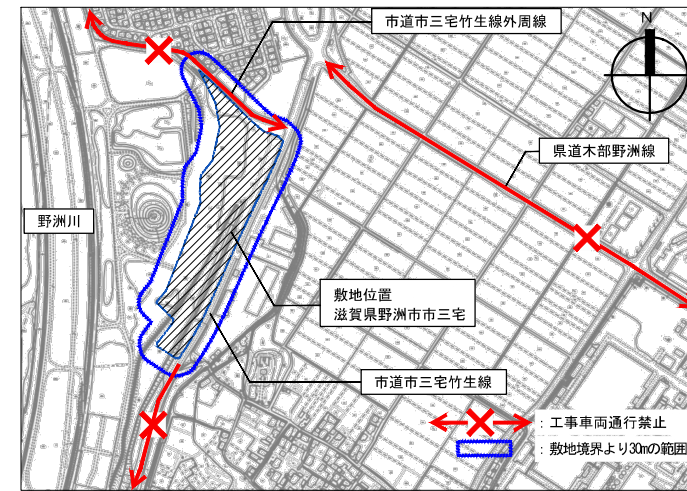 市道市三宅竹生線外周線
N
県道木部野洲線
野洲川
敷地位置
滋賀県野洲市市三宅
市道市三宅竹生線
：工事車両通行禁止
：敷地境界より30mの範囲